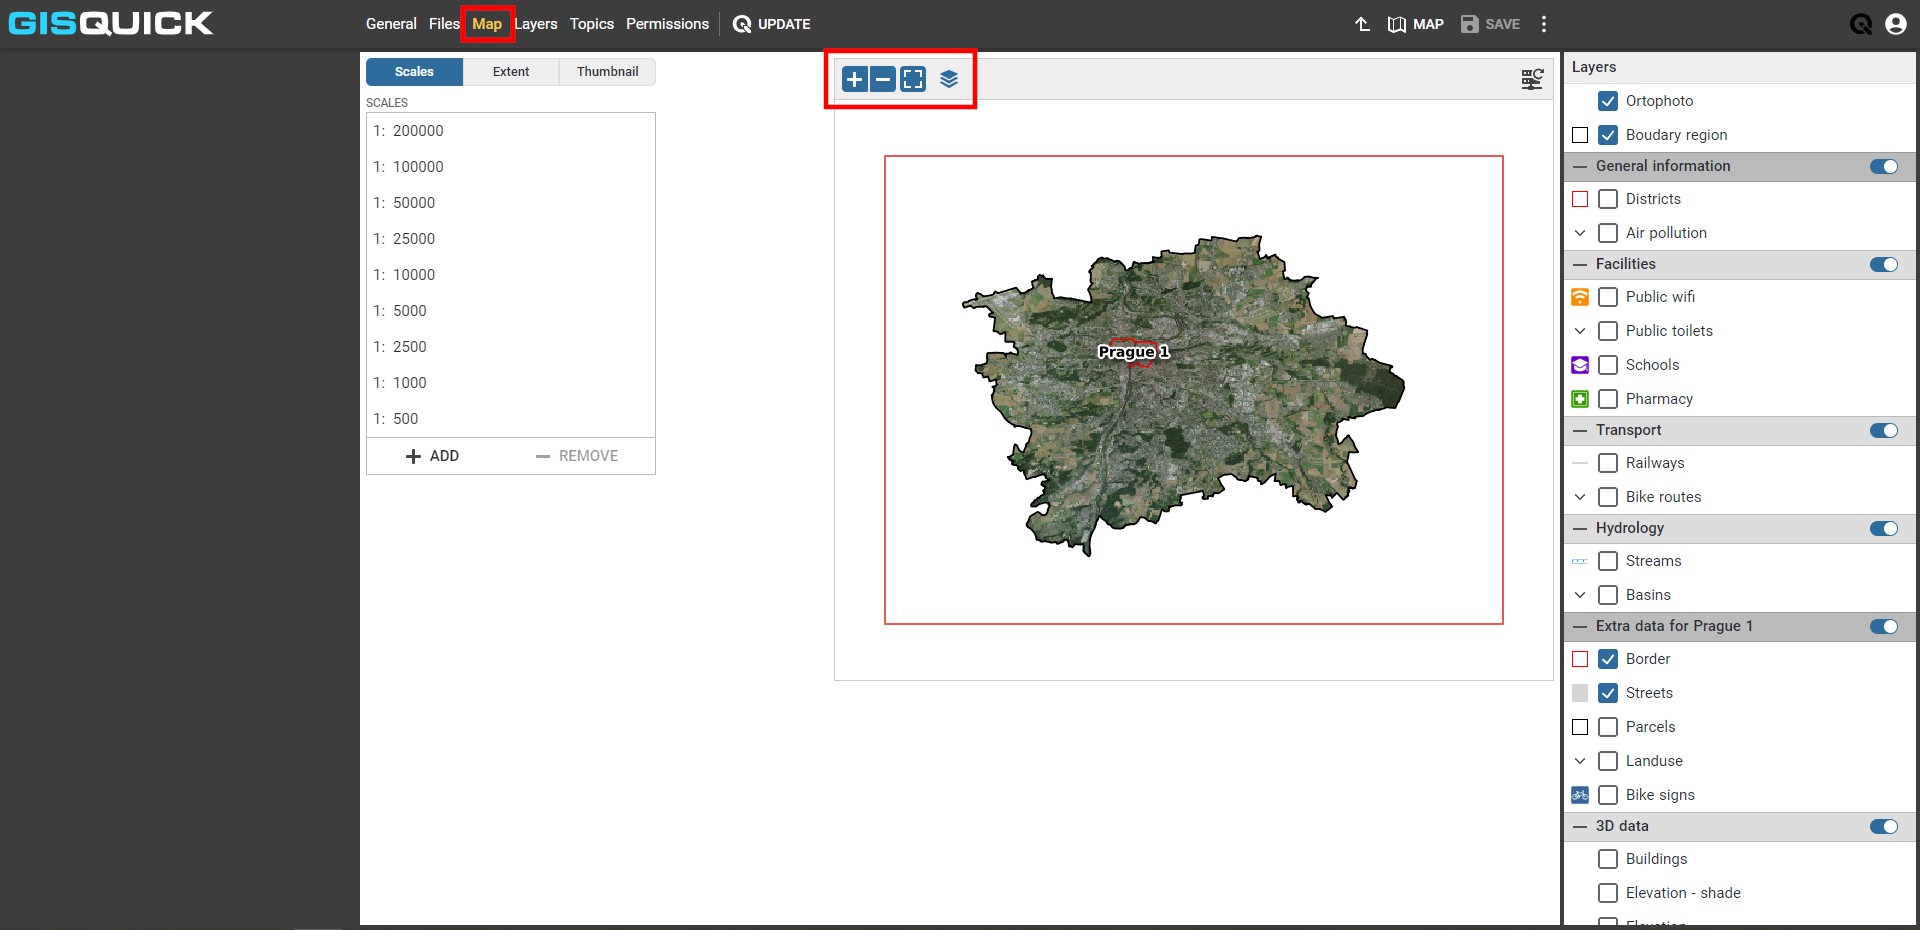 GISQUICK
General Files Map Layers Topics Permissions UPDATE MAP SAVE
Scales Extent Thumbnail
SCALES
1: 200000
1: 100000
1: 50000
1: 25000
1: 10000
1: 5000
1: 2500
1: 1000
1: 500
ADD REMOVE
Prague 1
Layers
Ortophoto
Boudary region
General information
Districts
Air pollution
Facilities
Public wifi
Public toilets
Schools
Pharmacy
Transport
Railways
Bike routes
Hydrology
Streams
Basins
Extra data for Prague 1
Border
Streets
Parcels
Landuse
Bike signs
3D data
Buildings
Elevation - shade